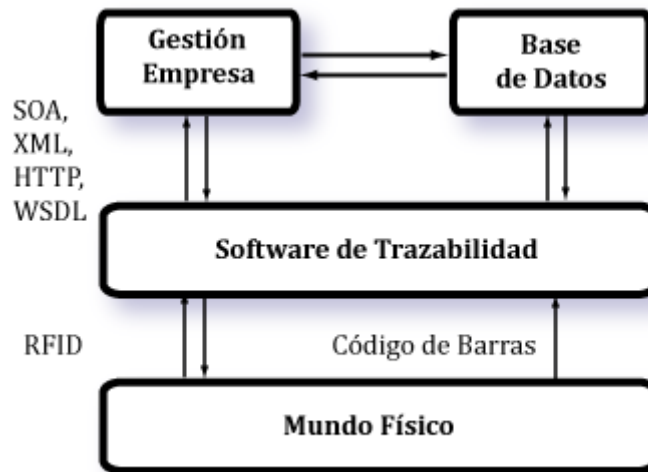 Gestión
Empresa
Base
de Datos
SOA,
XML,
HTTP,
WSDL
Software de Trazabilidad
RFID
Código de Barras
Mundo Físico